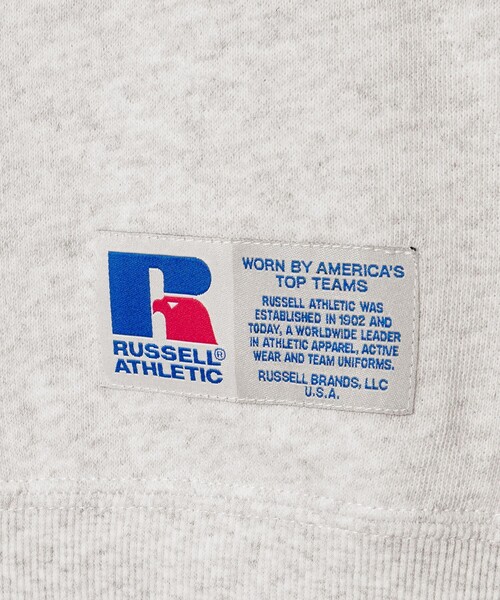 RUSSELL®
ATHLETIC
WORN BY AMERICA'S
TOP TEAMS
RUSSELL ATHLETIC WAS
ESTABLISHED IN 1902 AND
TODAY, A WORLDWIDE LEADER
IN ATHLETIC APPAREL, ACTIVE
WEAR AND TEAM UNIFORMS.
RUSSELL BRANDS, LLC
U.S.A.